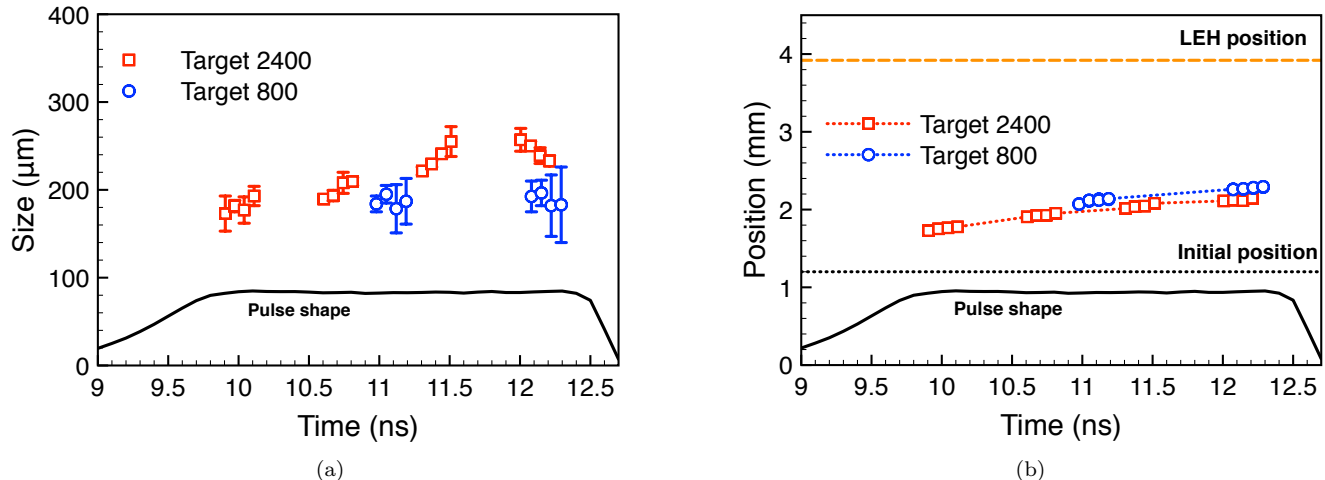 400
300
200
100
0
Size (μm)
Target 2400
Target 800
Pulse shape
9 9.5 10 10.5 11 11.5 12 12.5
Time (ns)
(a)
4
3
2
1
0
Position (mm)
LEH position
Target 2400
Target 800
Initial position
Pulse shape
9 9.5 10 10.5 11 11.5 12 12.5
Time (ns)
(b)